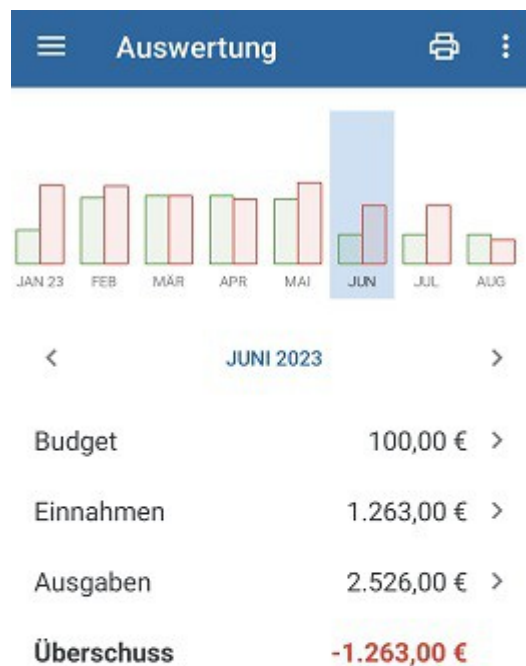 Auswertung
JAN 23 FEB MÄR APR MAI JUN JUL AUG
JUNI 2023
Budget 100,00 €
Einnahmen 1.263,00 €
Ausgaben 2.526,00 €
Überschuss -1.263,00 €